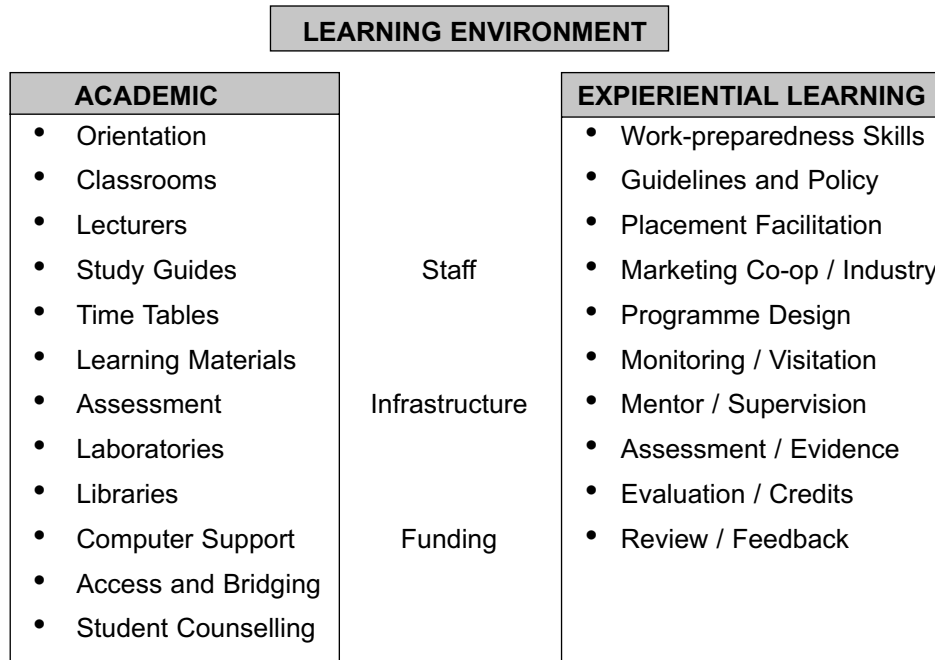 LEARNING ENVIRONMENT
ACADEMIC
• Orientation
• Classrooms
• Lecturers
• Study Guides
• Time Tables
• Learning Materials
• Assessment
• Laboratories
• Libraries
• Computer Support
• Access and Bridging
• Student Counselling
Staff
Infrastructure
Funding
EXPIERIENTIAL LEARNING
• Work-preparedness Skills
• Guidelines and Policy
• Placement Facilitation
• Marketing Co-op / Industry
• Programme Design
• Monitoring / Visitation
• Mentor / Supervision
• Assessment / Evidence
• Evaluation / Credits
• Review / Feedback